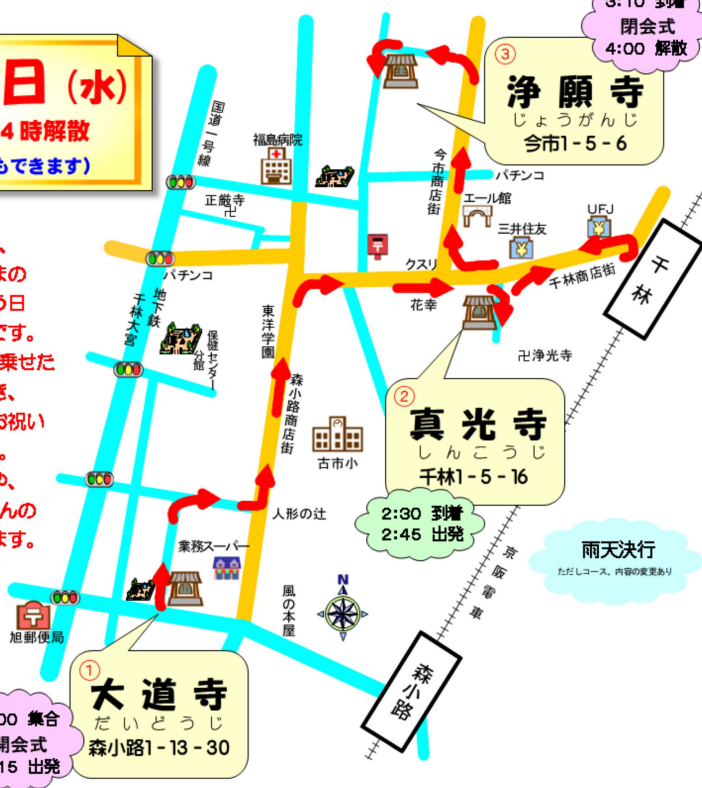 3:10 到着
閉会式
4:00 解散
日（水）
4時解散
もできます）
、
まの
う日
です。
乗せた
き、
お祝い
。
や、
さんの
ます。
国道一号線
福島病院
正厳寺
卍
パチンコ
地下鉄
千林大宮
保健センター
分館
東洋学園
森小路商店街
古市小
人形の辻
業務スーパー
風の本屋
旭郵便局
今市商店街
パチンコ
エール館
三井住友
UFJ
クスリ
花幸
千林商店街
千林
卍浄光寺
京阪電車
森小路
N
③
浄願寺
じょうがんじ
今市1-5-6
②
真光寺
しんこうじ
千林1-5-16
2:30 到着
2:45 出発
雨天決行
ただしコース、内容の変更あり
①
大道寺
だいどうじ
森小路1-13-30
00 集合
開会式
15 出発